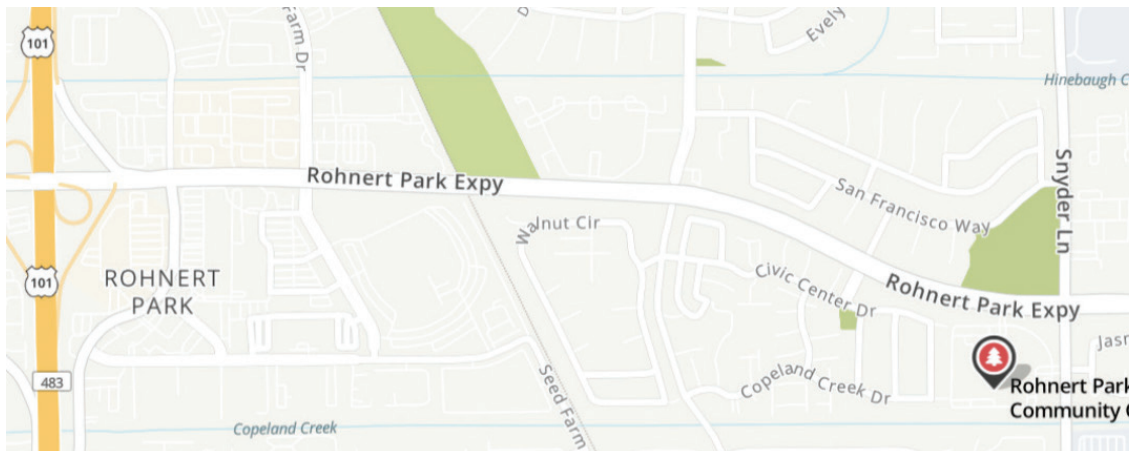 101
D
Farm Dr
Evely
Hinebaugh C
Rohnert Park Expy
San Francisco Way
Snyder Ln
Walnut Cir
101
ROHNERT
PARK
Civic Center Dr
Rohnert Park Expy
Jasm
483
Seed Farm
Copeland Creek Dr
Rohnert Park
Community C
Copeland Creek